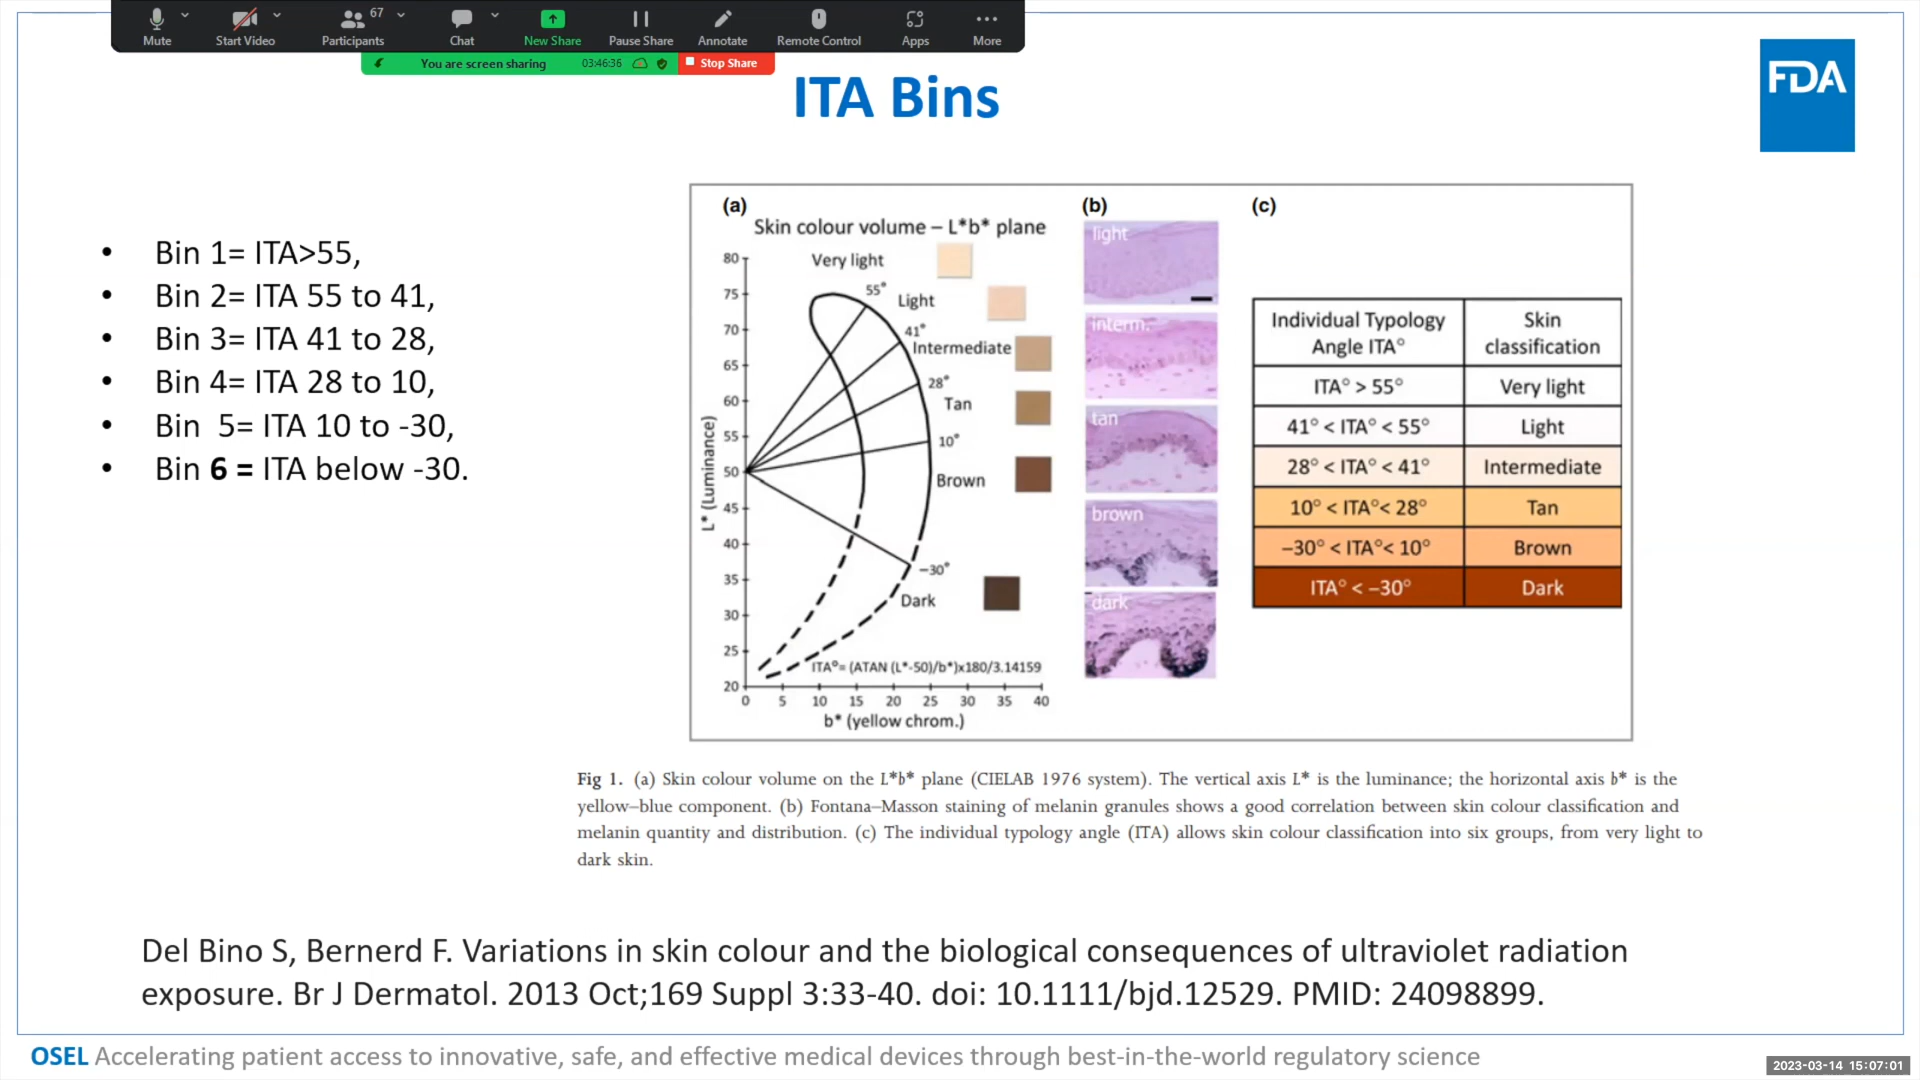 Mute
Start Video
Participants
67
Chat
New Share
Pause Share
Annotate
Remote Control
Apps
More
You are screen sharing
03:46:36
Stop Share
ITA Bins
FDA
• Bin 1= ITA>55,
• Bin 2= ITA 55 to 41,
• Bin 3= ITA 41 to 28,
• Bin 4= ITA 28 to 10,
• Bin  5= ITA 10 to -30,
• Bin 6 = ITA below -30.
(a)
Skin colour volume – L*b* plane
80
75
70
65
60
55
50
45
40
35
30
25
20
L* (Luminance)
Very light
55°
Light
41°
Intermediate
28°
Tan
10°
Brown
–30°
Dark
ITA°= (ATAN (L*-50)/b*)x180/3.14159
0 5 10 15 20 25 30 35 40
b* (yellow chrom.)
(b)
light
interm.
tan
brown
dark
(c)
Individual Typology Angle ITA° Skin classification
ITA° > 55° Very light
41° < ITA° < 55° Light
28° < ITA° < 41° Intermediate
10° < ITA°< 28° Tan
–30° < ITA°< 10° Brown
ITA° < –30° Dark
Fig 1. (a) Skin colour volume on the L*b* plane (CIELAB 1976 system). The vertical axis L* is the luminance; the horizontal axis b* is the
yellow–blue component. (b) Fontana–Masson staining of melanin granules shows a good correlation between skin colour classification and
melanin quantity and distribution. (c) The individual typology angle (ITA) allows skin colour classification into six groups, from very light to
dark skin.
Del Bino S, Bernerd F. Variations in skin colour and the biological consequences of ultraviolet radiation
exposure. Br J Dermatol. 2013 Oct;169 Suppl 3:33-40. doi: 10.1111/bjd.12529. PMID: 24098899.
OSEL Accelerating patient access to innovative, safe, and effective medical devices through best-in-the-world regulatory science
2023-03-14 15:07:01